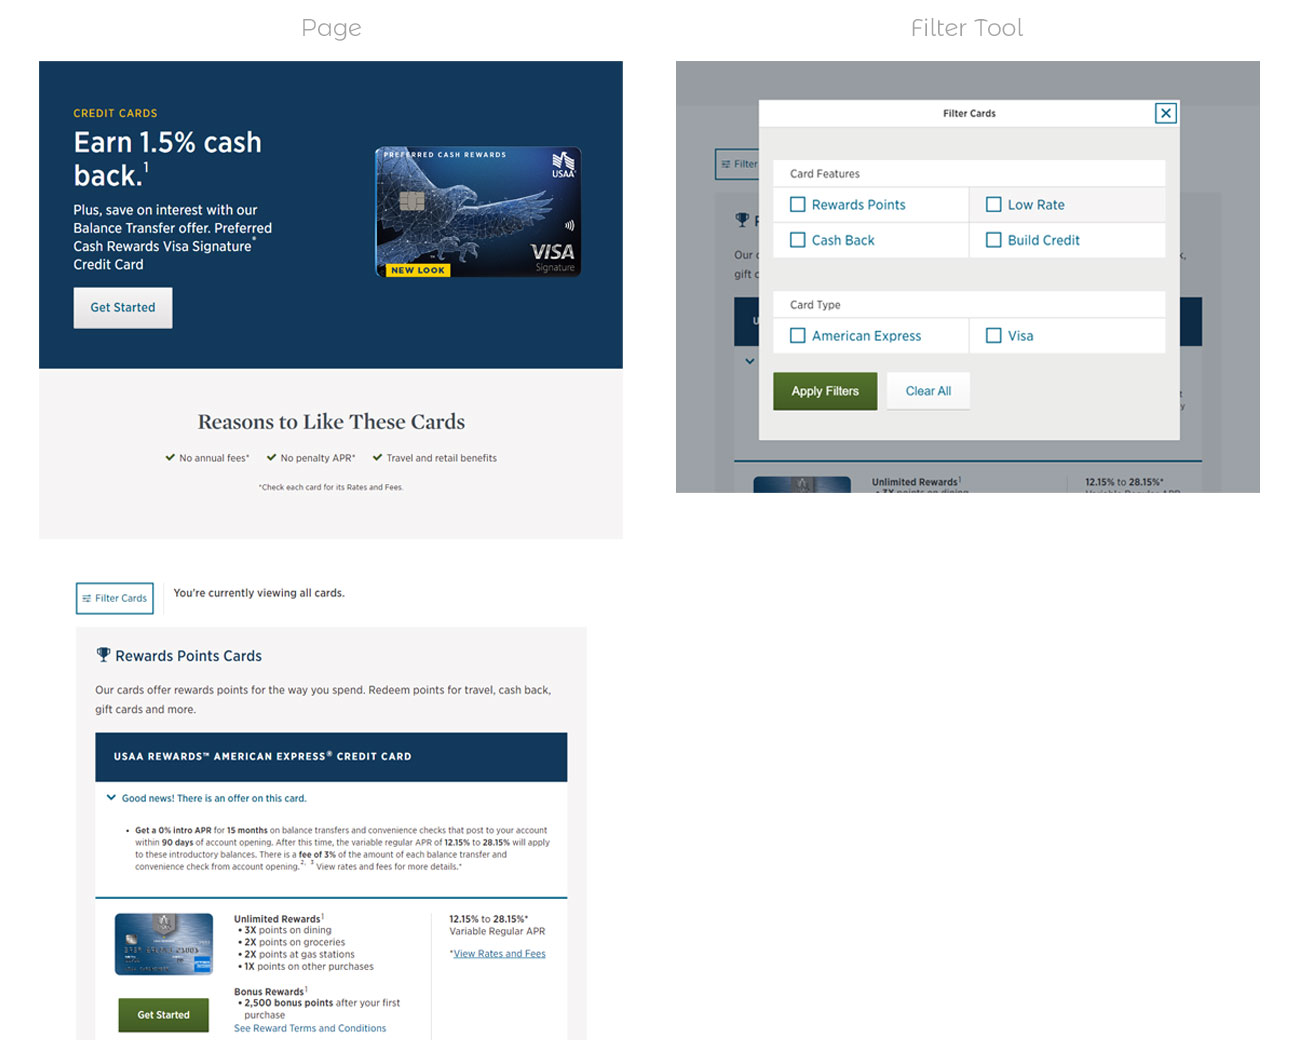 Page
CREDIT CARDS
Earn 1.5% cash
back.1
Plus, save on interest with our
Balance Transfer offer. Preferred
Cash Rewards Visa Signature®
Credit Card
Get Started
PREFERRED CASH REWARDS
USAA®
VISA
Signature
NEW LOOK
Reasons to Like These Cards
✔ No annual fees* ✔ No penalty APR* ✔ Travel and retail benefits
*Check each card for its Rates and Fees.
Filter Cards
You're currently viewing all cards.
Rewards Points Cards
Our cards offer rewards points for the way you spend. Redeem points for travel, cash back,
gift cards and more.
USAA REWARDS™ AMERICAN EXPRESS® CREDIT CARD
Good news! There is an offer on this card.
• Get a 0% intro APR for 15 months on balance transfers and convenience checks that post to your account
within 90 days of account opening. After this time, the variable regular APR of 12.15% to 28.15% will apply
to these introductory balances. There is a fee of 3% of the amount of each balance transfer and
convenience check from account opening.2, 3 View rates and fees for more details.*
Unlimited Rewards1
• 3X points on dining
• 2X points on groceries
• 2X points at gas stations
• 1X points on other purchases
Bonus Rewards1
• 2,500 bonus points after your first
purchase
See Reward Terms and Conditions
12.15% to 28.15%*
Variable Regular APR
*View Rates and Fees
Get Started
Filter Tool
Filter Cards
Card Features
Rewards Points
Low Rate
Cash Back
Build Credit
Card Type
American Express
Visa
Apply Filters
Clear All
Filter
Our
gift
Unlimited Rewards1
• 3X points on dining
12.15% to 28.15%*
Variable Regular APR